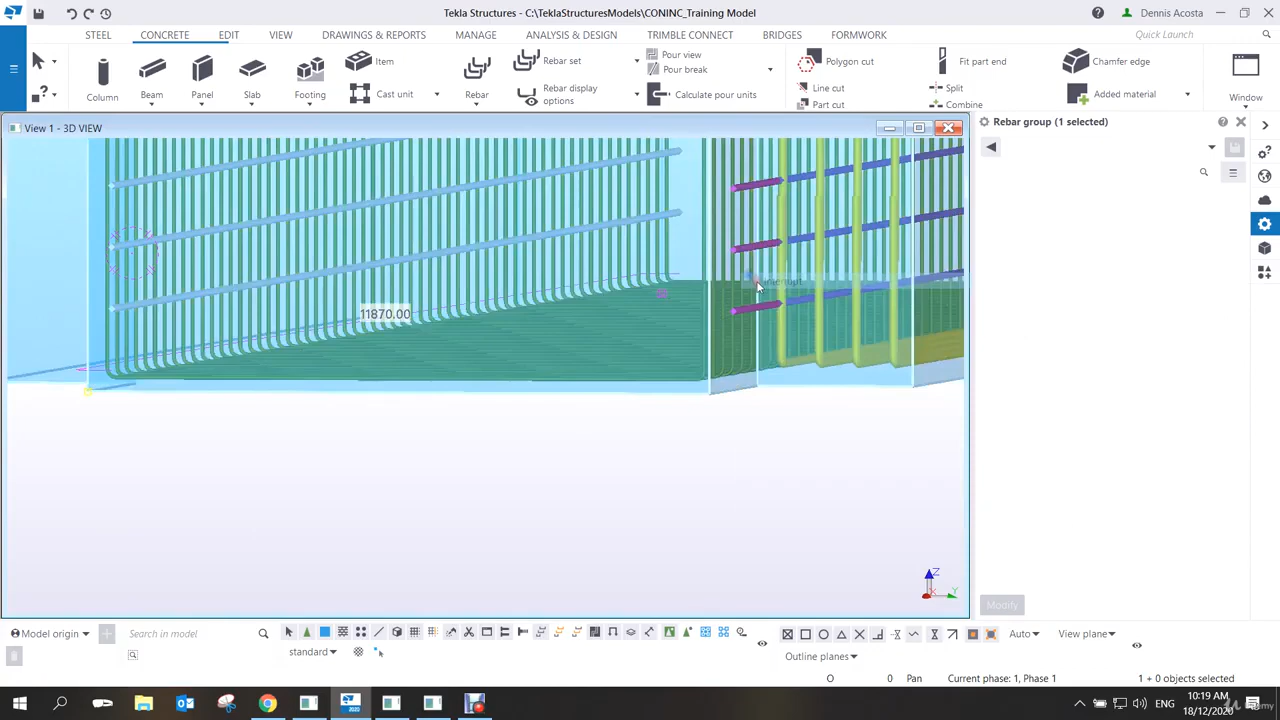 Tekla Structures - C:\TeklaStructuresModels\CONINC_Training Model
Dennis Acosta
STEEL CONCRETE EDIT VIEW DRAWINGS & REPORTS MANAGE ANALYSIS & DESIGN TRIMBLE CONNECT BRIDGES FORMWORK Quick Launch
Column Beam Panel Slab Footing Item Cast unit Rebar Rebar set Rebar display options Pour view Pour break Calculate pour units Polygon cut Line cut Part cut Fit part end Split Combine Chamfer edge Added material Window
View 1 - 3D VIEW
Rebar group (1 selected)
11870.00
Interrupt
Z
X
Y
Modify
Model origin Search in model Auto View plane
standard Outline planes
O 0 Pan Current phase: 1, Phase 1 1 + 0 objects selected
ENG 10:19 AM
18/12/2020